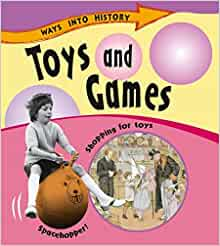 WAYS INTO HISTORY
Toys and
Games
Shopping for toys
Spacehopper!